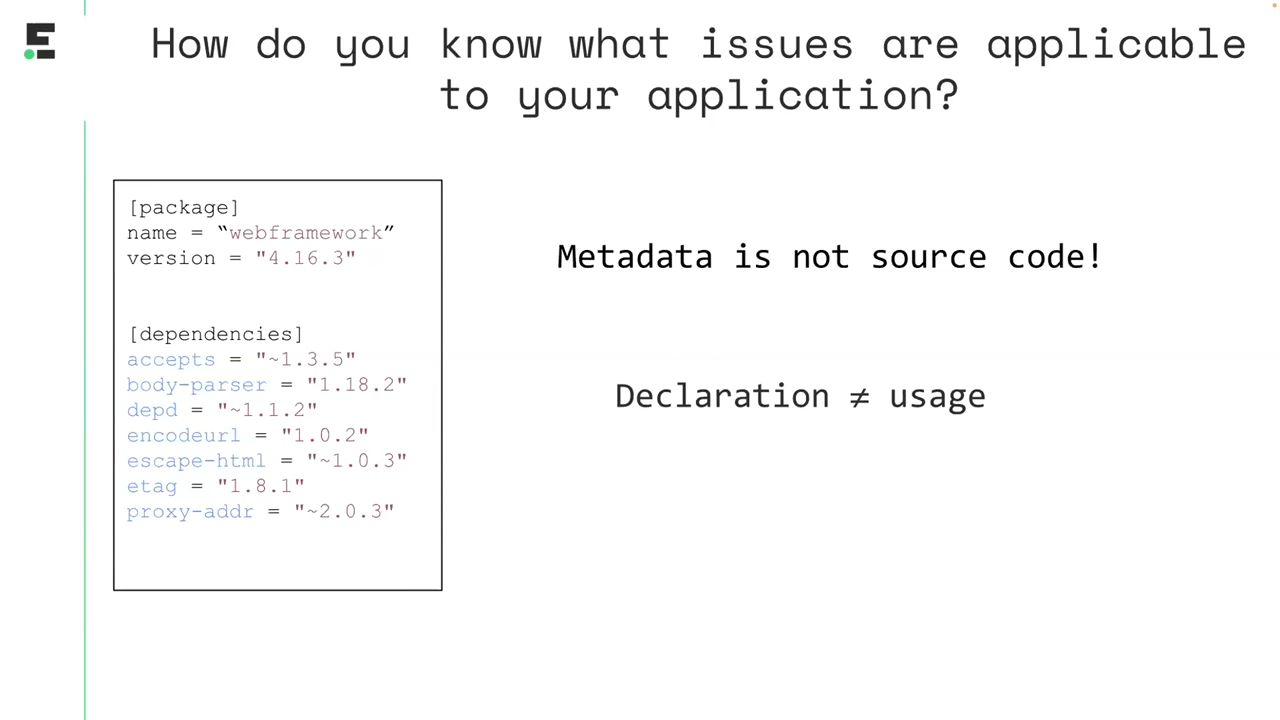 How do you know what issues are applicable
to your application?
[package]
name = “webframework”
version = "4.16.3"
[dependencies]
accepts = "~1.3.5"
body-parser = "1.18.2"
depd = "~1.1.2"
encodeurl = "1.0.2"
escape-html = "~1.0.3"
etag = "1.8.1"
proxy-addr = "~2.0.3"
Metadata is not source code!
Declaration ≠ usage